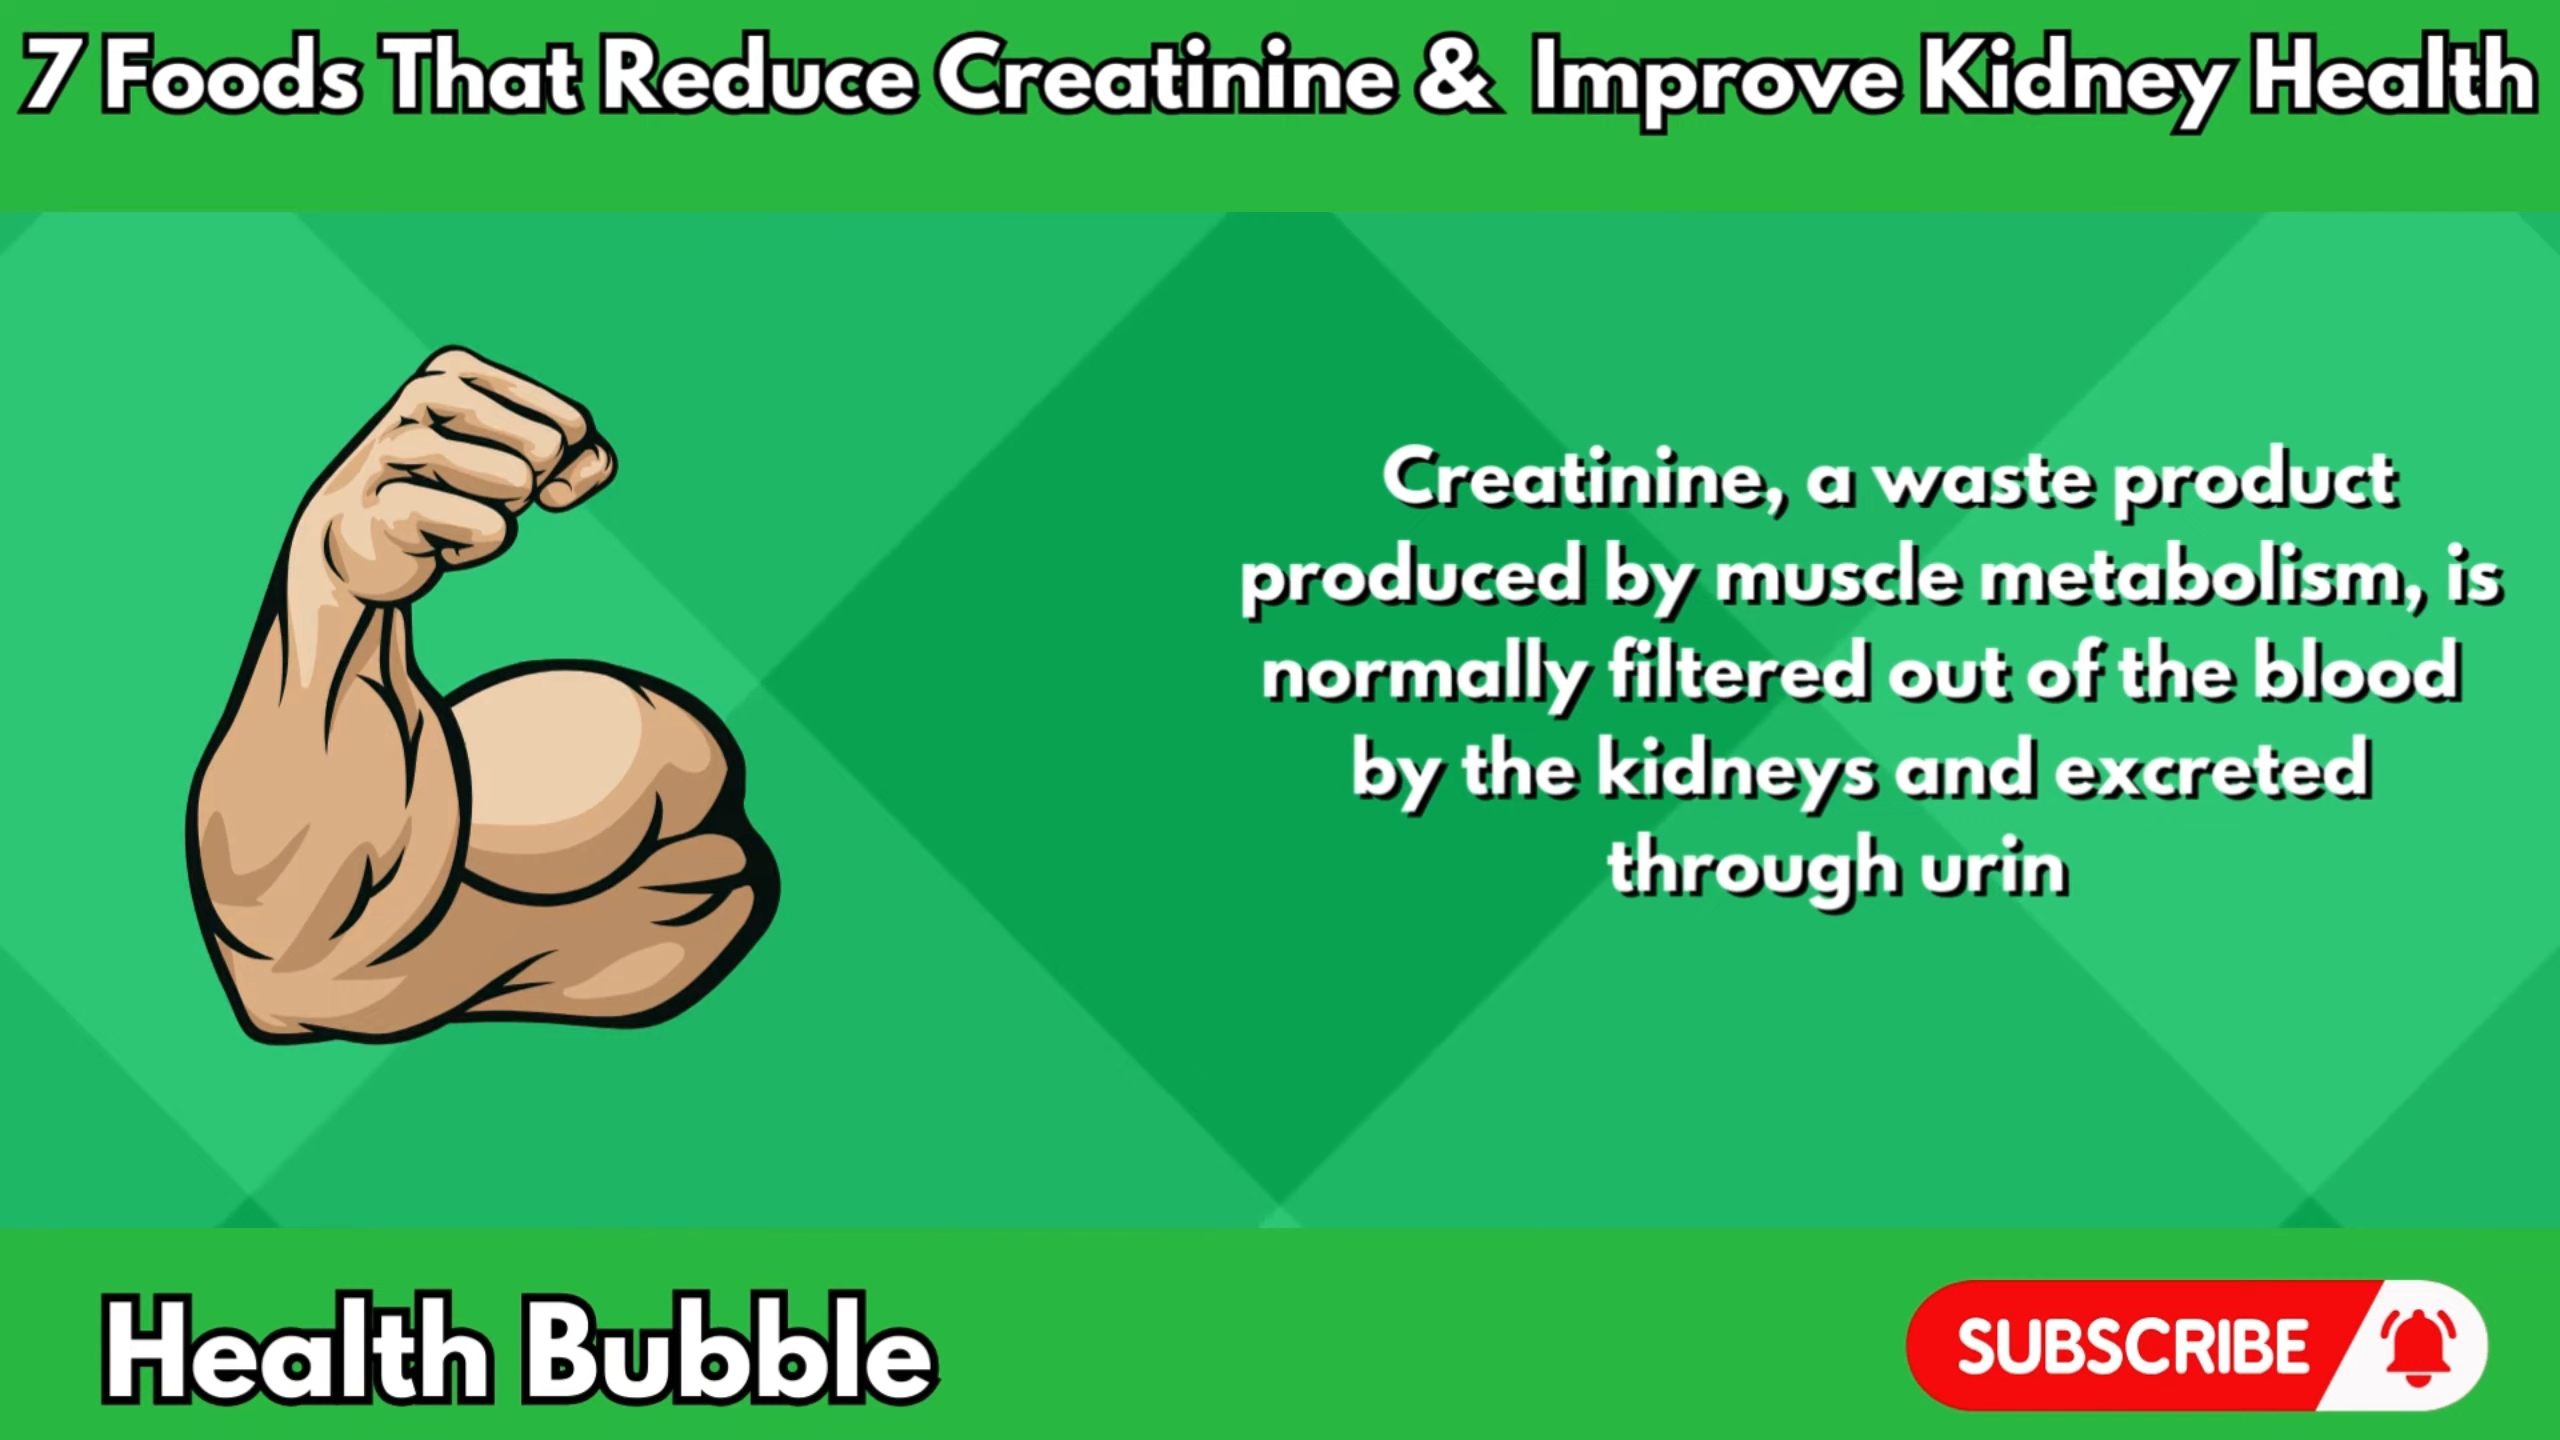 7 Foods That Reduce Creatinine & Improve Kidney Health
Creatinine, a waste product
produced by muscle metabolism, is
normally filtered out of the blood
by the kidneys and excreted
through urin
Health Bubble
SUBSCRIBE